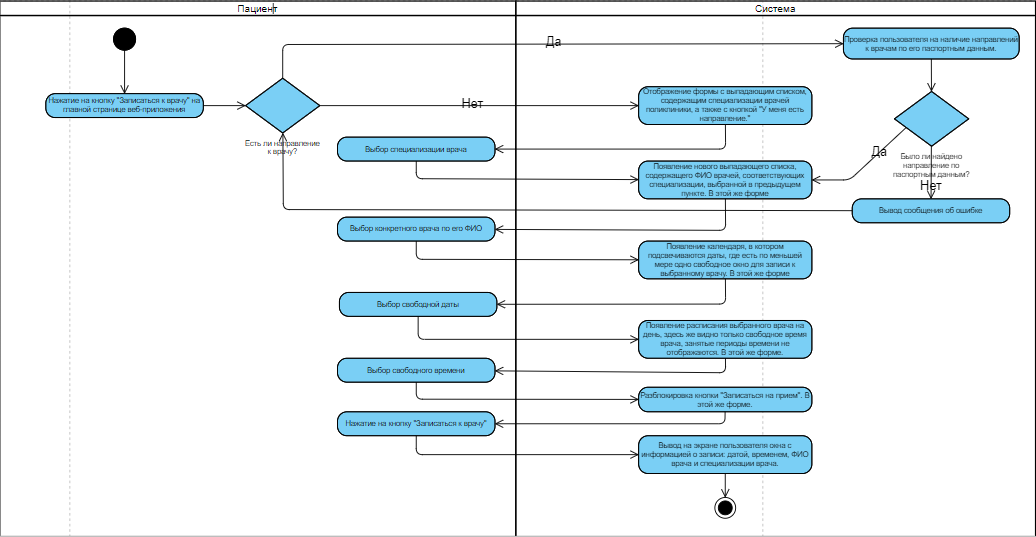 Пациент
Система
Да
Проверка пользователя на наличие направлений
к врачам по его паспортным данным.
Нажатие на кнопку "Записаться к врачу" на
главной странице веб-приложения
Нет
Отображение формы с выпадающим списком,
содержащим специализации врачей
поликлиники, а также с кнопкой "У меня есть
направление."
Есть ли направление
к врачу?
Выбор специализации врача
Да
Было ли найдено
направление по
паспортным данным?
Нет
Появление нового выпадающего списка,
содержащего ФИО врачей, соответствующих
специализации, выбранной в предыдущем
пункте. В этой же форме
Вывод сообщения об ошибке
Выбор конкретного врача по его ФИО
Появление календаря, в котором
подсвечиваются даты, где есть по меньшей
мере одно свободное окно для записи к
выбранному врачу. В этой же форме
Выбор свободной даты
Появление расписания выбранного врача на
день, здесь же видно только свободное время
врача, занятые периоды времени не
отображаются. В этой же форме.
Выбор свободного времени
Разблокировка кнопки "Записаться на прием". В
этой же форме.
Нажатие на кнопку "Записаться к врачу"
Вывод на экране пользователя окна с
информацией о записи: датой, временем, ФИО
врача и специализации врача.